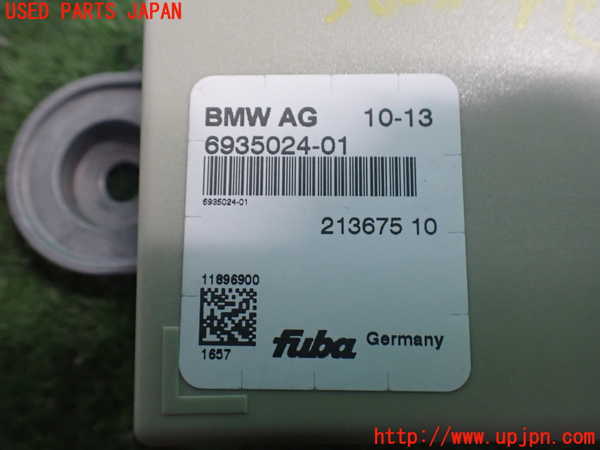 USED PARTS JAPAN
BMW AG 10-13
6935024-01
6935024-01
213675 10
11896900
1657
fuba Germany
http://www.upjpn.com/